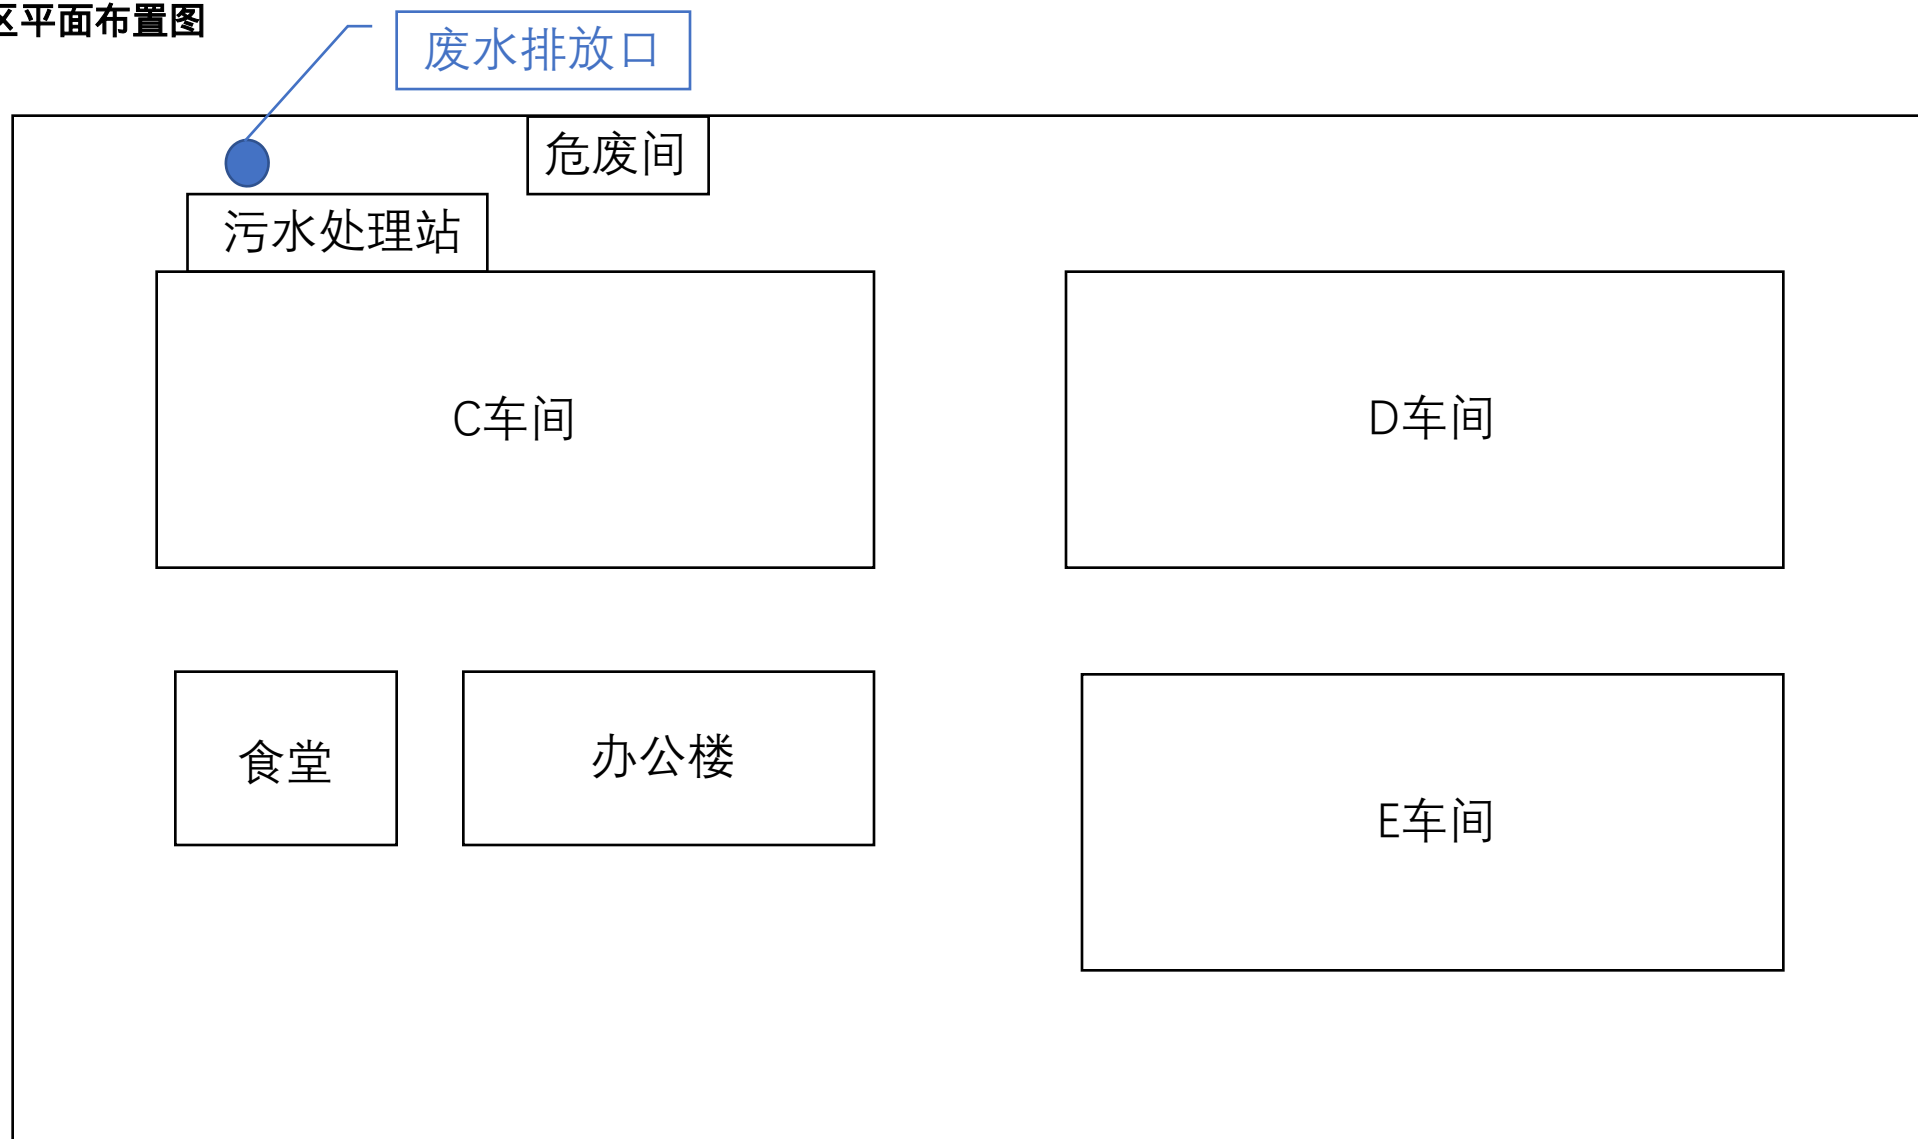 区平面布置图
废水排放口
危废间
污水处理站
C车间
D车间
食堂
办公楼
E车间